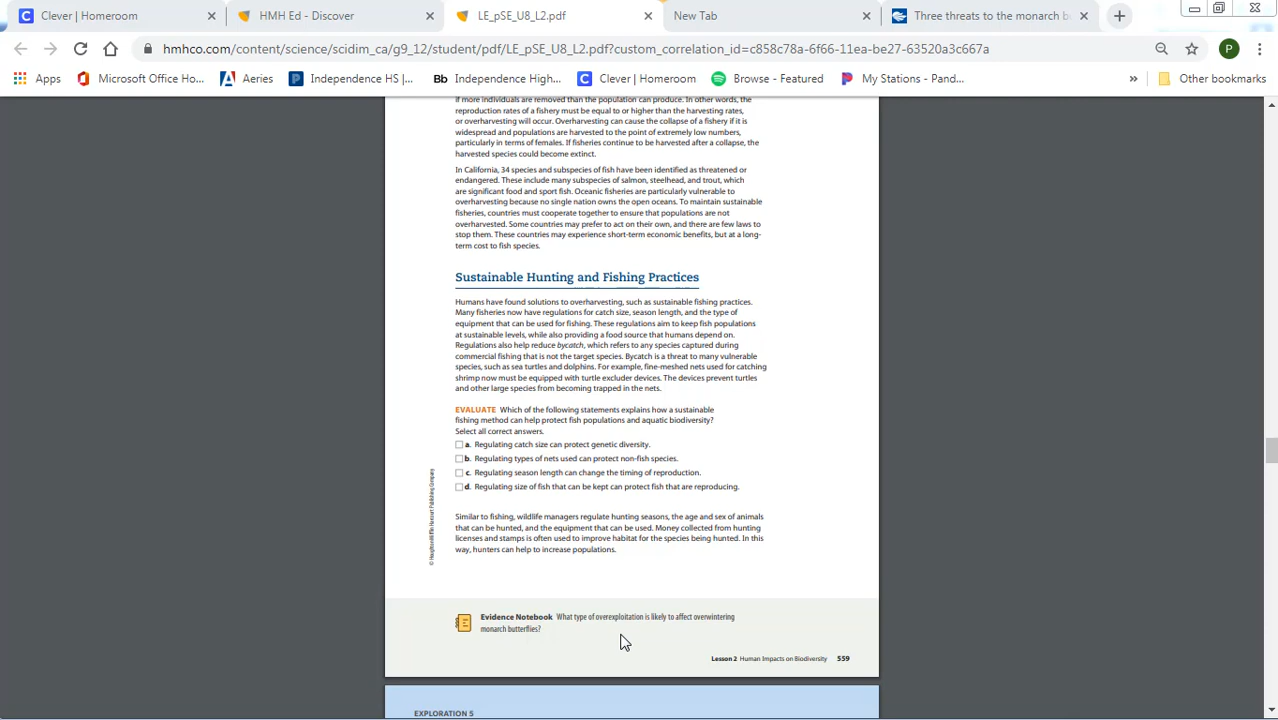 Clever | Homeroom
HMH Ed - Discover
LE_pSE_U8_L2.pdf
New Tab
Three threats to the monarch bu
hmhco.com/content/science/scidim_ca/g9_12/student/pdf/LE_pSE_U8_L2.pdf?custom_correlation_id=c858c78a-6f66-11ea-be27-63520a3c667a
P
Apps
Microsoft Office Ho...
Aeries
Independence HS |...
Bb Independence High...
Clever | Homeroom
Browse - Featured
My Stations - Pand...
»
Other bookmarks
if more individuals are removed than the population can produce. In other words, the
reproduction rates of a fishery must be equal to or higher than the harvesting rates,
or overharvesting will occur. Overharvesting can cause the collapse of a fishery if it is
widespread and populations are harvested to the point of extremely low numbers,
particularly in terms of females. If fisheries continue to be harvested after a collapse, the
harvested species could become extinct.
In California, 34 species and subspecies of fish have been identified as threatened or
endangered. These include many subspecies of salmon, steelhead, and trout, which
are significant food and sport fish. Oceanic fisheries are particularly vulnerable to
overharvesting because no single nation owns the open oceans. To maintain sustainable
fisheries, countries must cooperate together to ensure that populations are not
overharvested. Some countries may prefer to act on their own, and there are few laws to
stop them. These countries may experience short-term economic benefits, but at a long-
term cost to fish species.
Sustainable Hunting and Fishing Practices
Humans have found solutions to overharvesting, such as sustainable fishing practices.
Many fisheries now have regulations for catch size, season length, and the type of
equipment that can be used for fishing. These regulations aim to keep fish populations
at sustainable levels, while also providing a food source that humans depend on.
Regulations also help reduce bycatch, which refers to any species captured during
commercial fishing that is not the target species. Bycatch is a threat to many vulnerable
species, such as sea turtles and dolphins. For example, fine-meshed nets used for catching
shrimp now must be equipped with turtle excluder devices. The devices prevent turtles
and other large species from becoming trapped in the nets.
EVALUATE Which of the following statements explains how a sustainable
fishing method can help protect fish populations and aquatic biodiversity?
Select all correct answers.
a. Regulating catch size can protect genetic diversity.
b. Regulating types of nets used can protect non-fish species.
c. Regulating season length can change the timing of reproduction.
d. Regulating size of fish that can be kept can protect fish that are reproducing.
© Houghton Mifflin Harcourt Publishing Company
Similar to fishing, wildlife managers regulate hunting seasons, the age and sex of animals
that can be hunted, and the equipment that can be used. Money collected from hunting
licenses and stamps is often used to improve habitat for the species being hunted. In this
way, hunters can help to increase populations.
Evidence Notebook What type of overexploitation is likely to affect overwintering
monarch butterflies?
Lesson 2 Human Impacts on Biodiversity 559
EXPLORATION 5